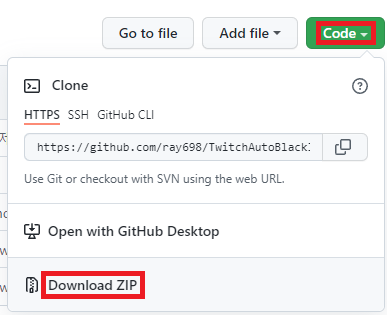 Go to file
Add file
Code
Clone
HTTPS SSH GitHub CLI
https://github.com/ray698/TwitchAutoBlack
Use Git or checkout with SVN using the web URL.
Open with GitHub Desktop
Download ZIP